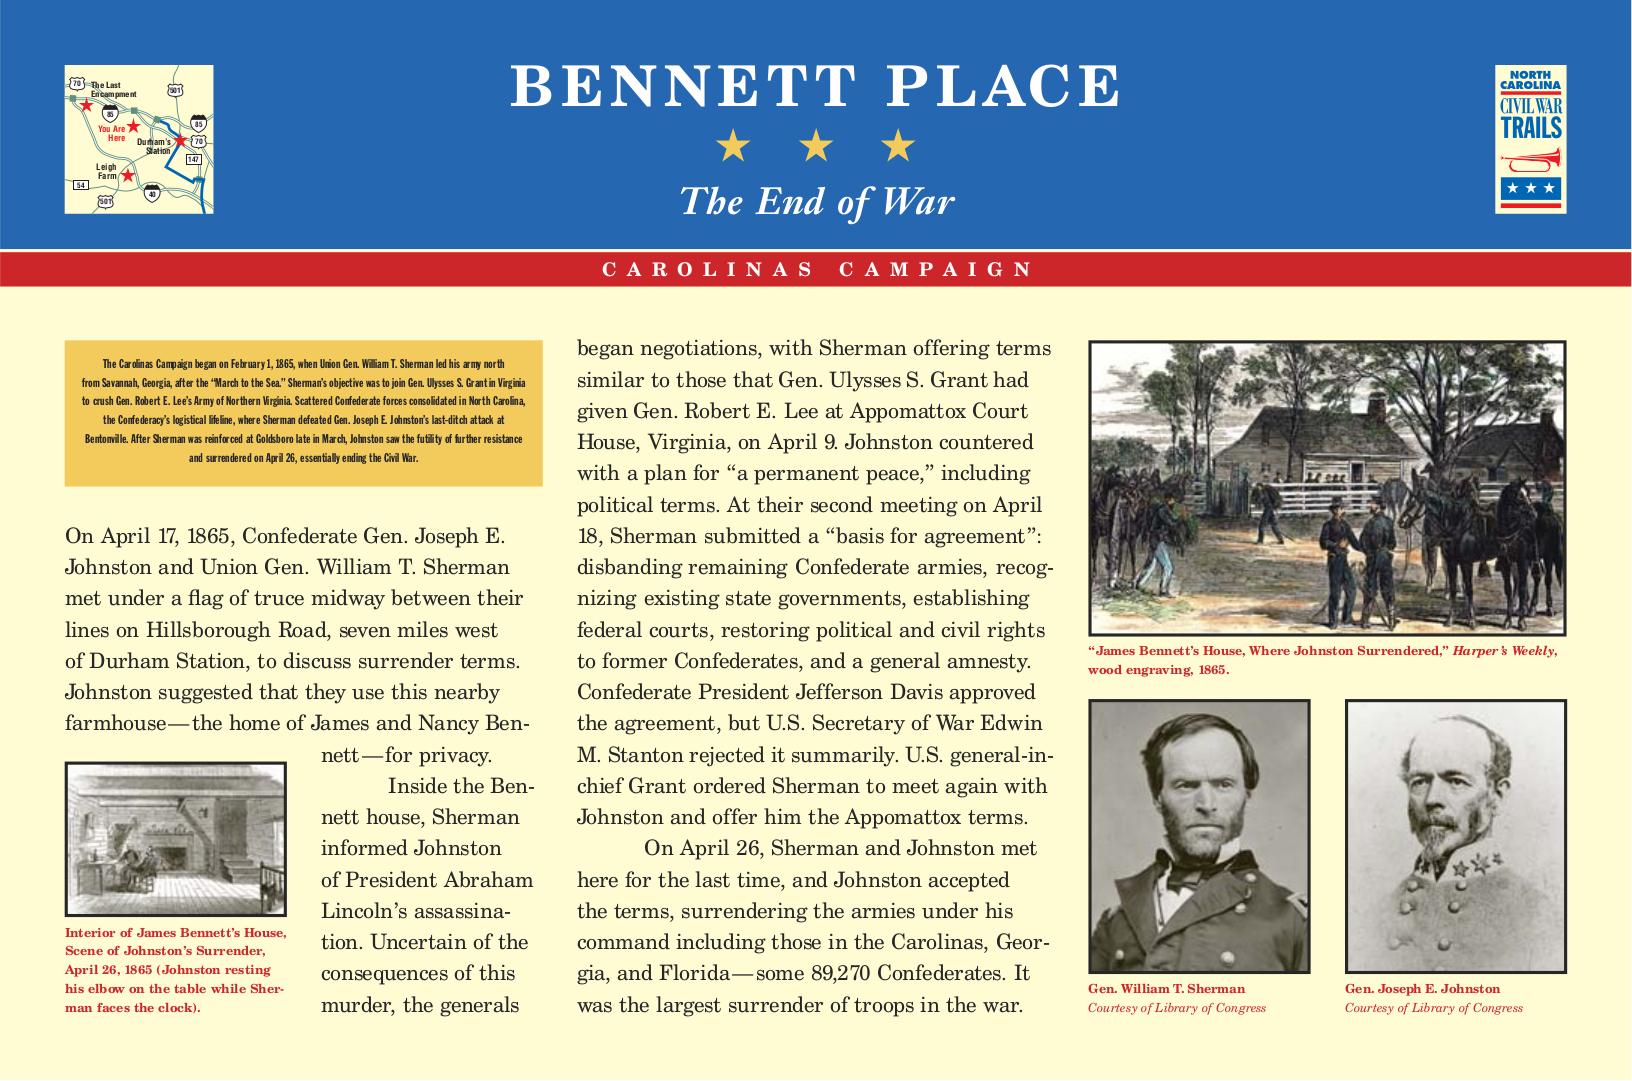 70
The Last
Encampment
501
85
You Are
Here
85
Durham's
Station
70
147
Leigh
Farm
54
40
501
BENNETT PLACE
The End of War
NORTH
CAROLINA
CIVIL WAR
TRAILS
CAROLINAS CAMPAIGN
The Carolinas Campaign began on February 1, 1865, when Union Gen. William T. Sherman led his army north
from Savannah, Georgia, after the “March to the Sea.” Sherman's objective was to join Gen. Ulysses S. Grant in Virginia
to crush Gen. Robert E. Lee's Army of Northern Virginia. Scattered Confederate forces consolidated in North Carolina,
the Confederacy's logistical lifeline, where Sherman defeated Gen. Joseph E. Johnston's last-ditch attack at
Bentonville. After Sherman was reinforced at Goldsboro late in March, Johnston saw the futility of further resistance
and surrendered on April 26, essentially ending the Civil War.
On April 17, 1865, Confederate Gen. Joseph E.
Johnston and Union Gen. William T. Sherman
met under a flag of truce midway between their
lines on Hillsborough Road, seven miles west
of Durham Station, to discuss surrender terms.
Johnston suggested that they use this nearby
farmhouse—the home of James and Nancy Ben-
nett—for privacy.
Inside the Ben-
nett house, Sherman
informed Johnston
of President Abraham
Lincoln's assassina-
tion. Uncertain of the
consequences of this
murder, the generals
Interior of James Bennett's House,
Scene of Johnston's Surrender,
April 26, 1865 (Johnston resting
his elbow on the table while Sher-
man faces the clock).
began negotiations, with Sherman offering terms
similar to those that Gen. Ulysses S. Grant had
given Gen. Robert E. Lee at Appomattox Court
House, Virginia, on April 9. Johnston countered
with a plan for “a permanent peace,” including
political terms. At their second meeting on April
18, Sherman submitted a “basis for agreement”:
disbanding remaining Confederate armies, recog-
nizing existing state governments, establishing
federal courts, restoring political and civil rights
to former Confederates, and a general amnesty.
Confederate President Jefferson Davis approved
the agreement, but U.S. Secretary of War Edwin
M. Stanton rejected it summarily. U.S. general-in-
chief Grant ordered Sherman to meet again with
Johnston and offer him the Appomattox terms.
On April 26, Sherman and Johnston met
here for the last time, and Johnston accepted
the terms, surrendering the armies under his
command including those in the Carolinas, Geor-
gia, and Florida—some 89,270 Confederates. It
was the largest surrender of troops in the war.
“James Bennett's House, Where Johnston Surrendered,” Harper's Weekly,
wood engraving, 1865.
Gen. William T. Sherman
Courtesy of Library of Congress
Gen. Joseph E. Johnston
Courtesy of Library of Congress